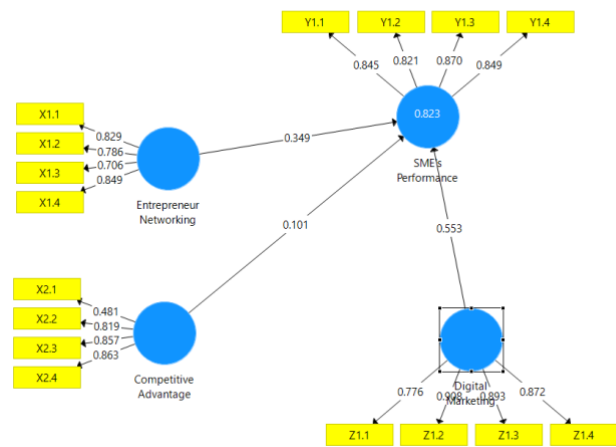 Y1.1
Y1.2
Y1.3
Y1.4
0.845
0.821
0.870
0.849
0.823
SME's
Performance
X1.1
X1.2
X1.3
X1.4
0.829
0.786
0.706
0.849
Entrepreneur
Networking
0.349
0.101
0.553
X2.1
X2.2
X2.3
X2.4
0.481
0.819
0.857
0.863
Competitive
Advantage
Digital
Marketing
0.776
0.908
0.893
0.872
Z1.1
Z1.2
Z1.3
Z1.4